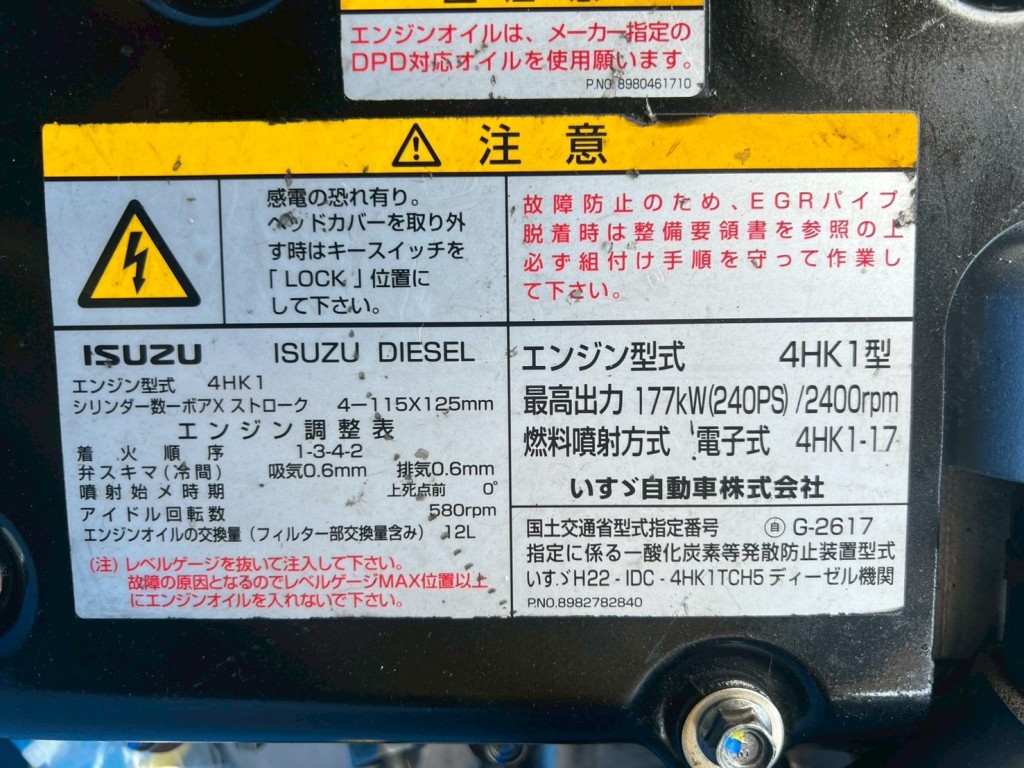 エンジンオイルは、メーカー指定の
DPD対応オイルを使用願います。
P.NO. 8980461710
注 意
感電の恐れ有り。
ヘッドカバーを取り外
す時はキースイッチを
「LOCK」位置に
して下さい。
故障防止のため、EGRパイプ
脱着時は整備要領書を参照の上
必ず組付け手順を守って作業し
て下さい。
ISUZU ISUZU DIESEL
エンジン型式 4HK1
シリンダー数ーボアX ストローク 4ー115X125mm
エンジン調整表
着火順序 1-3-4-2
弁スキマ(冷間) 吸気0.6mm 排気0.6mm
噴射始メ時期 上死点前 0°
アイドル回転数 580rpm
エンジンオイルの交換量(フィルター部交換量含み) 12L
(注) レベルゲージを抜いて注入して下さい。
故障の原因となるのでレベルゲージMAX位置以上
にエンジンオイルを入れないで下さい。
エンジン型式 4HK1型
最高出力 177kW(240PS)/2400rpm
燃料噴射方式 電子式 4HK1-17
いすゞ自動車株式会社
国土交通省型式指定番号 自 G-2617
指定に係る一酸化炭素等発散防止装置型式
いすゞH22-IDC-4HK1TCH5 ディーゼル機関
P.NO.8982782840